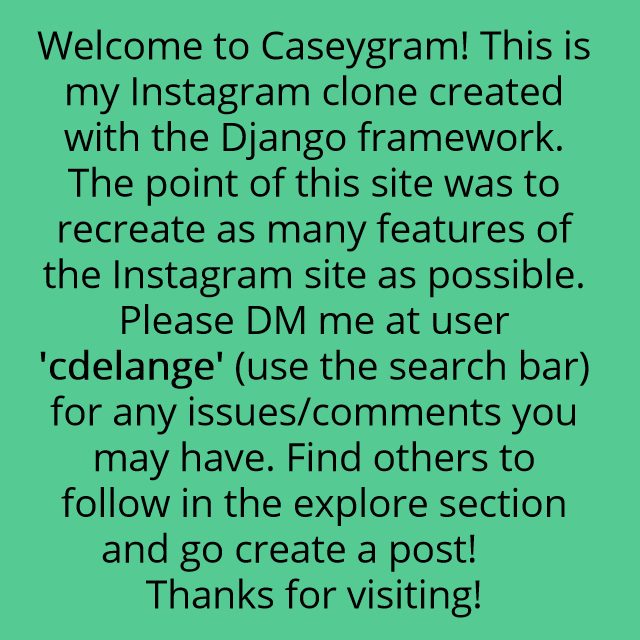 Welcome to Caseygram! This is
my Instagram clone created
with the Django framework.
The point of this site was to
recreate as many features of
the Instagram site as possible.
Please DM me at user
'cdelange' (use the search bar)
for any issues/comments you
may have. Find others to
follow in the explore section
and go create a post!
Thanks for visiting!